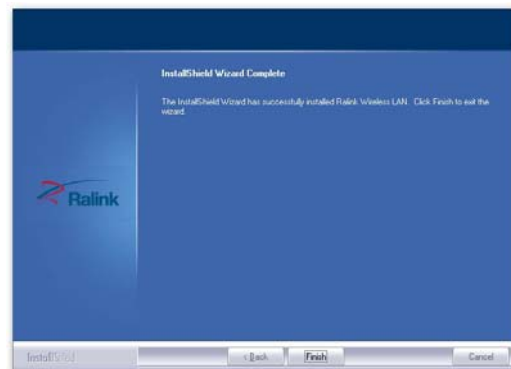 InstallShield Wizard Complete
The InstallShield Wizard has successfully installed Ralink Wireless LAN. Click Finish to exit the
wizard.
Ralink
InstallShield
< Back
Finish
Cancel